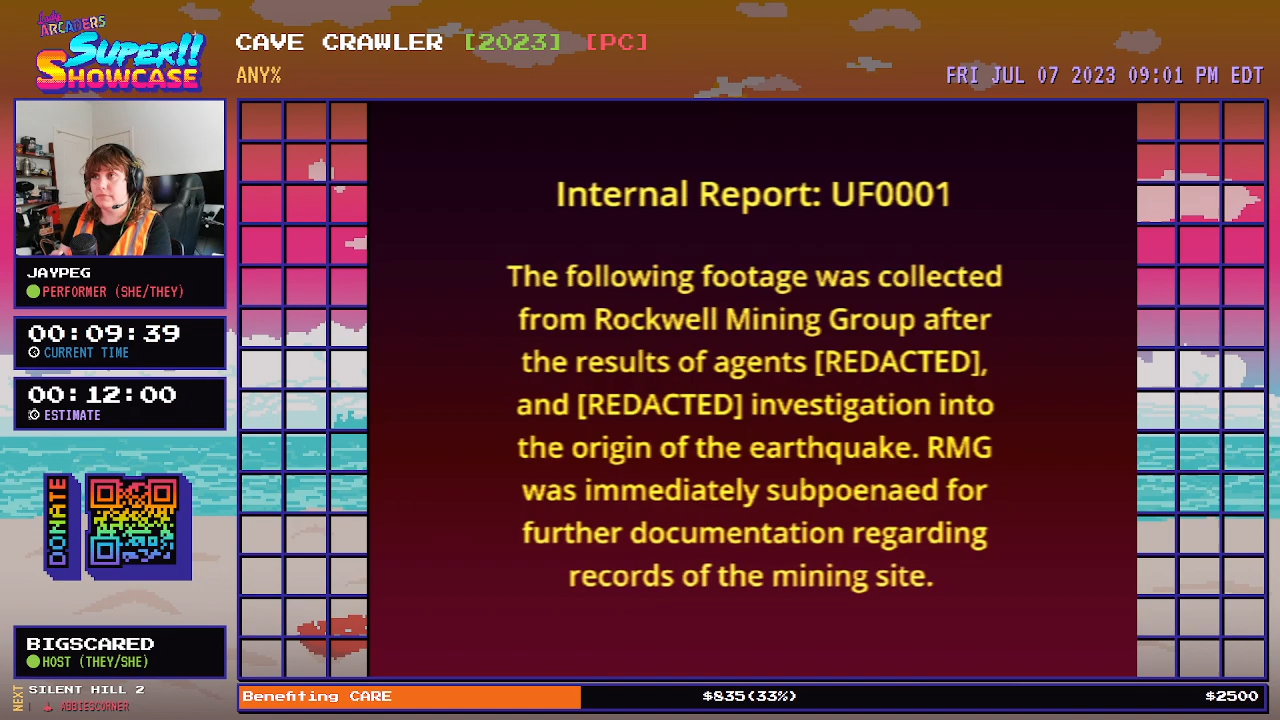 Lady
ARCADERS
SUPER!!
SHOWCASE
CAVE CRAWLER [2023] [PC]
ANY%
FRI JUL 07 2023 09:01 PM EDT
JAYPEG
PERFORMER (SHE/THEY)
00:09:39
CURRENT TIME
00:12:00
ESTIMATE
DONATE
BIGSCARED
HOST (THEY/SHE)
NEXT
SILENT HILL 2
ABBIESCORNER
Internal Report: UF0001
The following footage was collected
from Rockwell Mining Group after
the results of agents [REDACTED],
and [REDACTED] investigation into
the origin of the earthquake. RMG
was immediately subpoenaed for
further documentation regarding
records of the mining site.
Benefiting CARE
$835(33%)
$2500